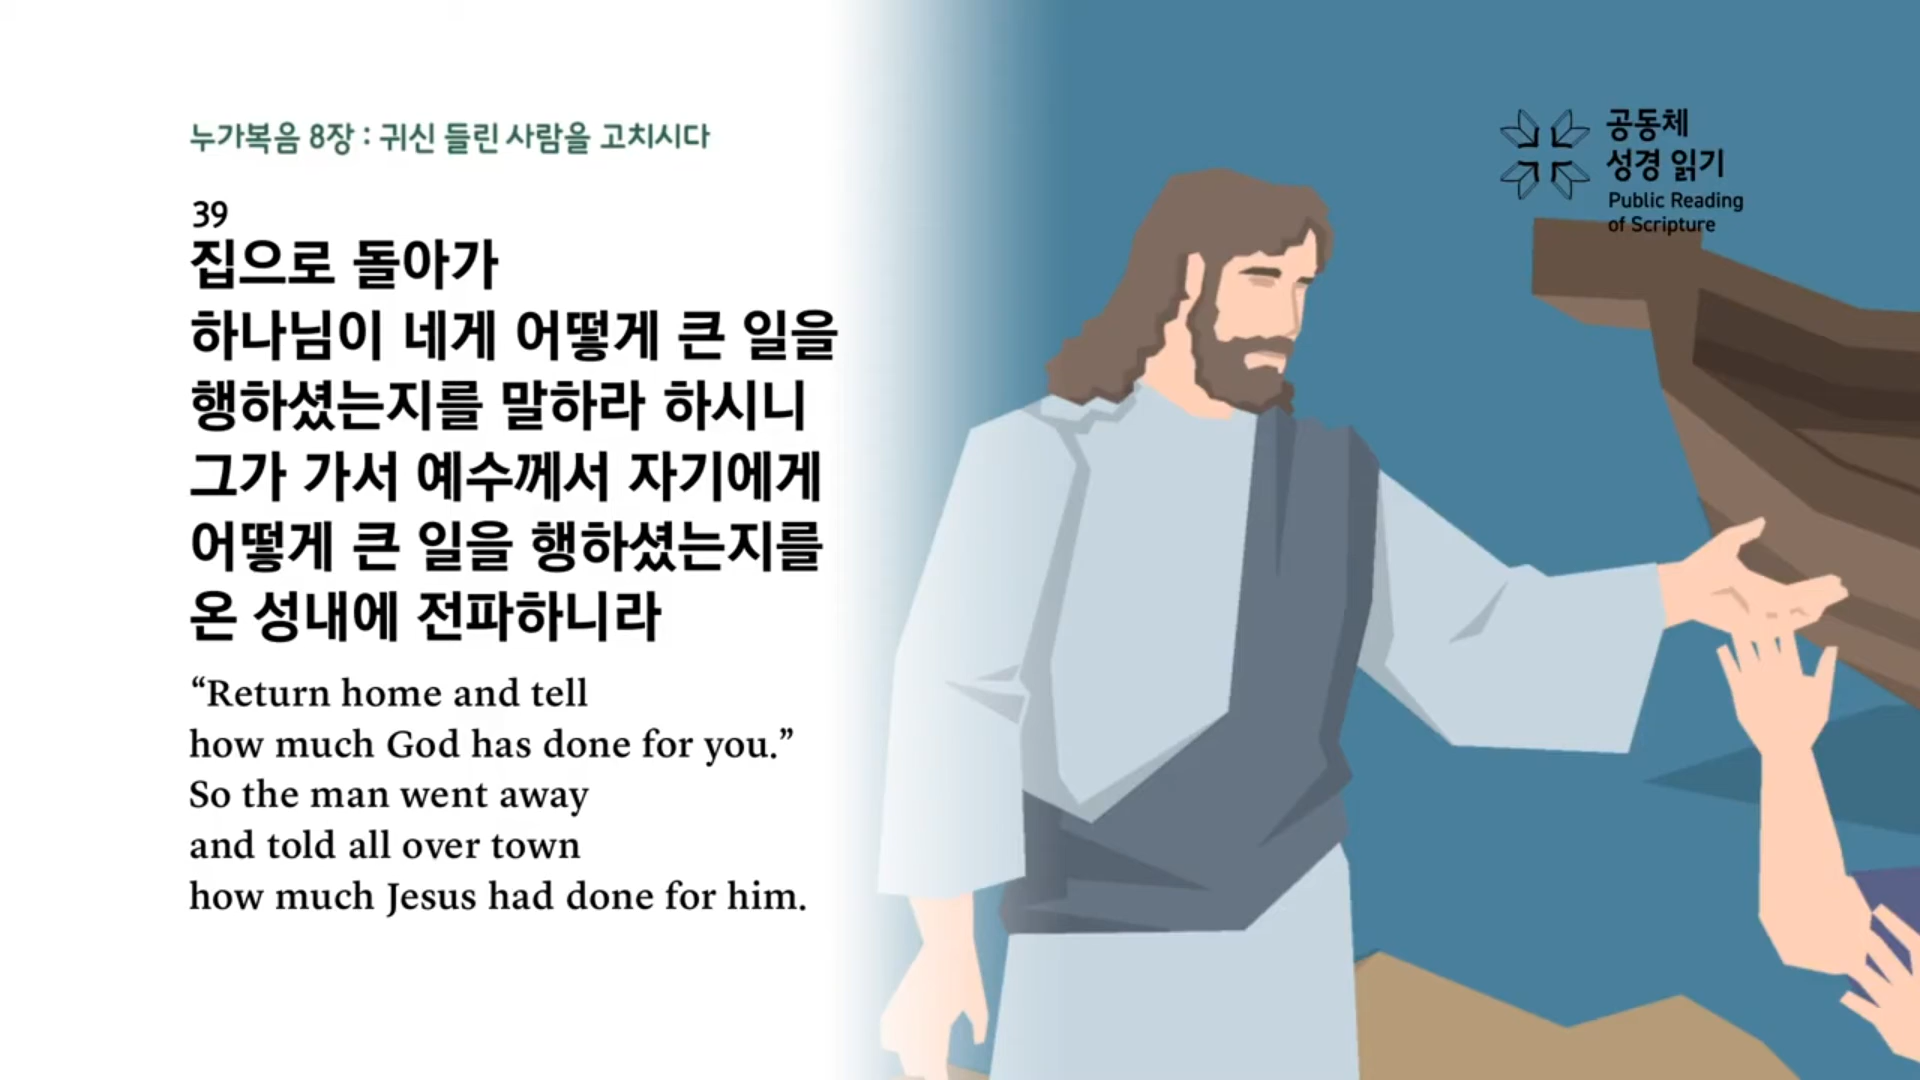 누가복음 8장 : 귀신 들린 사람을 고치시다
39
집으로 돌아가
하나님이 네게 어떻게 큰 일을
행하셨는지를 말하라 하시니
그가 가서 예수께서 자기에게
어떻게 큰 일을 행하셨는지를
온 성내에 전파하니라
“Return home and tell
how much God has done for you.”
So the man went away
and told all over town
how much Jesus had done for him.
공동체
성경 읽기
Public Reading
of Scripture